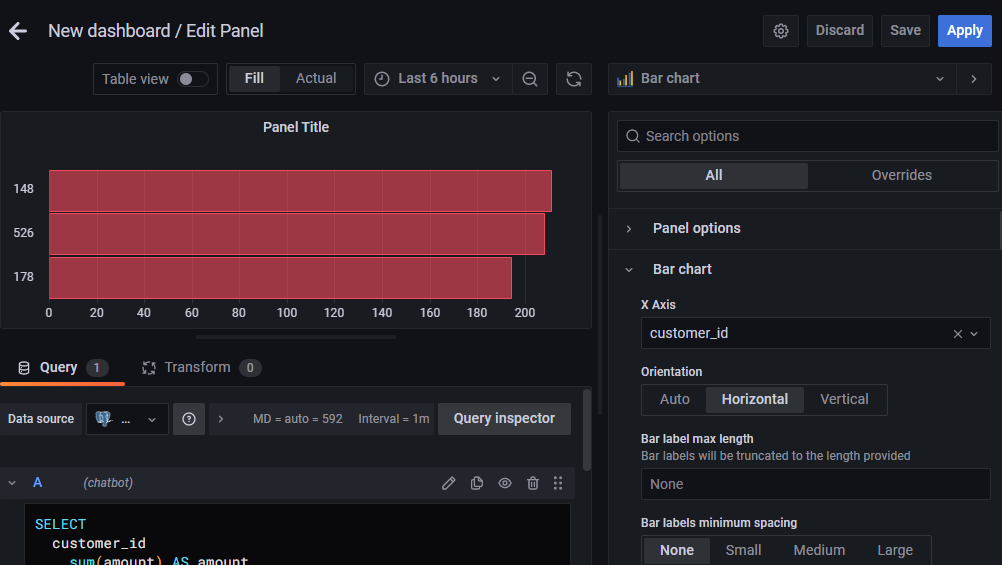 New dashboard / Edit Panel
Discard
Save
Apply
Table view
Fill
Actual
Last 6 hours
Bar chart
Panel Title
148
526
178
0 20 40 60 80 100 120 140 160 180 200
Search options
All
Overrides
Panel options
Bar chart
X Axis
customer_id
Orientation
Auto
Horizontal
Vertical
Bar label max length
Bar labels will be truncated to the length provided
None
Bar labels minimum spacing
None
Small
Medium
Large
Query 1
Transform 0
Data source
...
MD = auto = 592
Interval = 1m
Query inspector
A
(chatbot)
SELECT
customer_id
sum(amount) AS amount